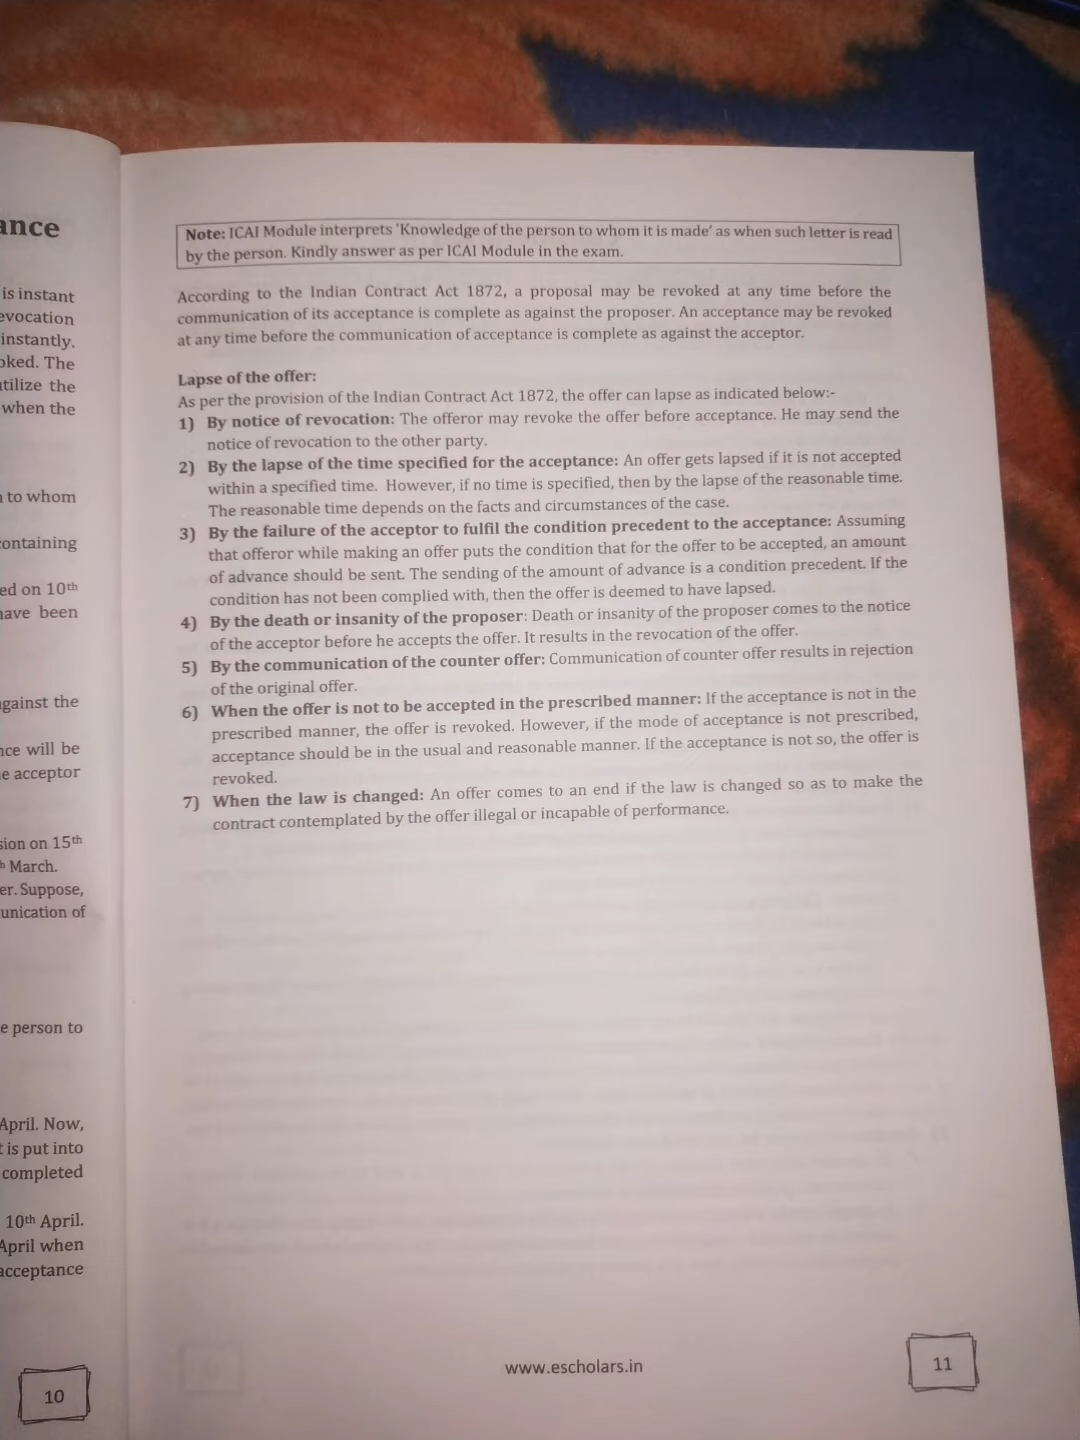 ance
is instant
evocation
instantly.
oked. The
utilize the
when the
to whom
containing
ed on 10th
have been
against the
nce will be
e acceptor
sion on 15th
h March.
er. Suppose,
unication of
e person to
April. Now,
t is put into
completed
10th April.
April when
acceptance
10
Note: ICAI Module interprets 'Knowledge of the person to whom it is made' as when such letter is read
by the person. Kindly answer as per ICAI Module in the exam.
According to the Indian Contract Act 1872, a proposal may be revoked at any time before the
communication of its acceptance is complete as against the proposer. An acceptance may be revoked
at any time before the communication of acceptance is complete as against the acceptor.
Lapse of the offer:
As per the provision of the Indian Contract Act 1872, the offer can lapse as indicated below:-
1) By notice of revocation: The offeror may revoke the offer before acceptance. He may send the
notice of revocation to the other party.
2) By the lapse of the time specified for the acceptance: An offer gets lapsed if it is not accepted
within a specified time. However, if no time is specified, then by the lapse of the reasonable time.
The reasonable time depends on the facts and circumstances of the case.
3) By the failure of the acceptor to fulfil the condition precedent to the acceptance: Assuming
that offeror while making an offer puts the condition that for the offer to be accepted, an amount
of advance should be sent. The sending of the amount of advance is a condition precedent. If the
condition has not been complied with, then the offer is deemed to have lapsed.
4) By the death or insanity of the proposer: Death or insanity of the proposer comes to the notice
of the acceptor before he accepts the offer. It results in the revocation of the offer.
5) By the communication of the counter offer: Communication of counter offer results in rejection
of the original offer.
6) When the offer is not to be accepted in the prescribed manner: If the acceptance is not in the
prescribed manner, the offer is revoked. However, if the mode of acceptance is not prescribed,
acceptance should be in the usual and reasonable manner. If the acceptance is not so, the offer is
revoked.
7) When the law is changed: An offer comes to an end if the law is changed so as to make the
contract contemplated by the offer illegal or incapable of performance.
www.escholars.in
11